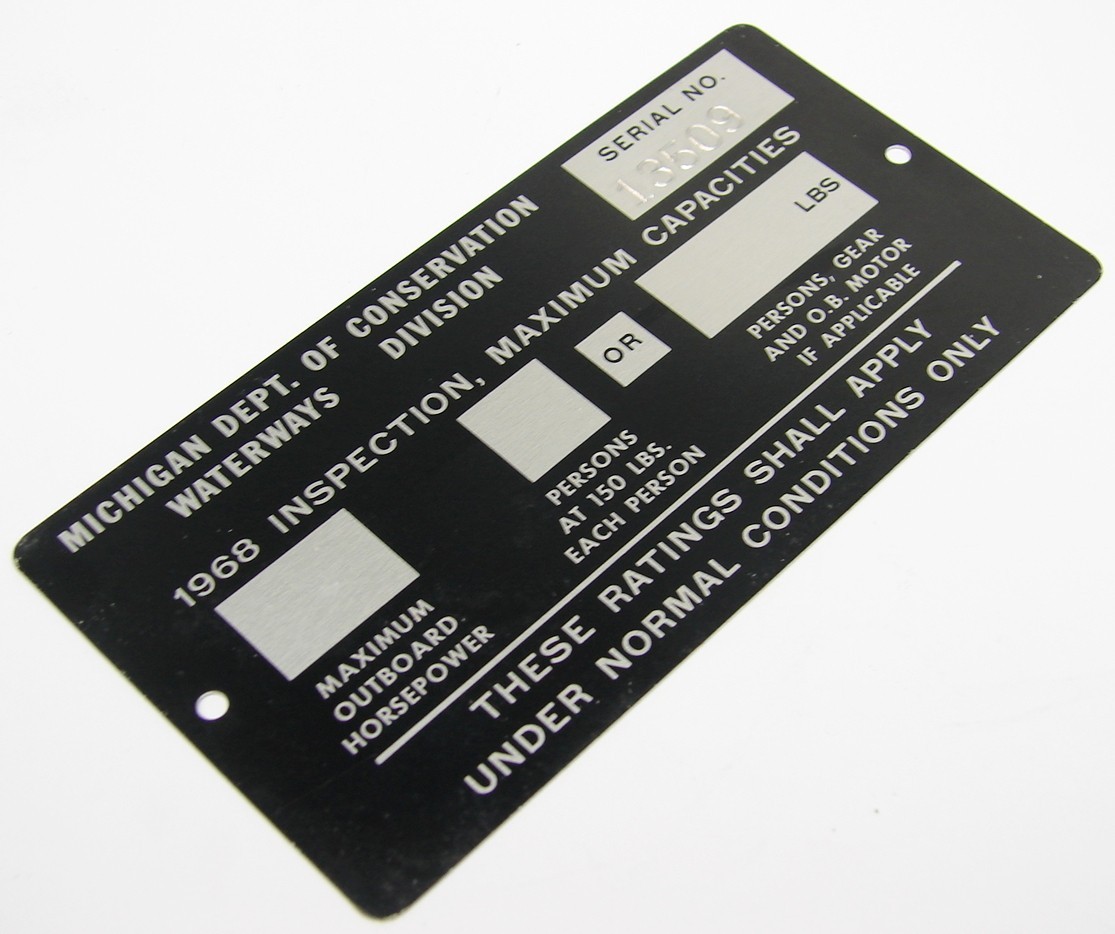 MICHIGAN DEPT. OF CONSERVATION
WATERWAYS DIVISION
SERIAL NO.
13509
1968 INSPECTION, MAXIMUM CAPACITIES
MAXIMUM
OUTBOARD
HORSEPOWER
PERSONS
AT 150 LBS.
EACH PERSON
OR
LBS
PERSONS, GEAR
AND O.B. MOTOR
IF APPLICABLE
THESE RATINGS SHALL APPLY
UNDER NORMAL CONDITIONS ONLY